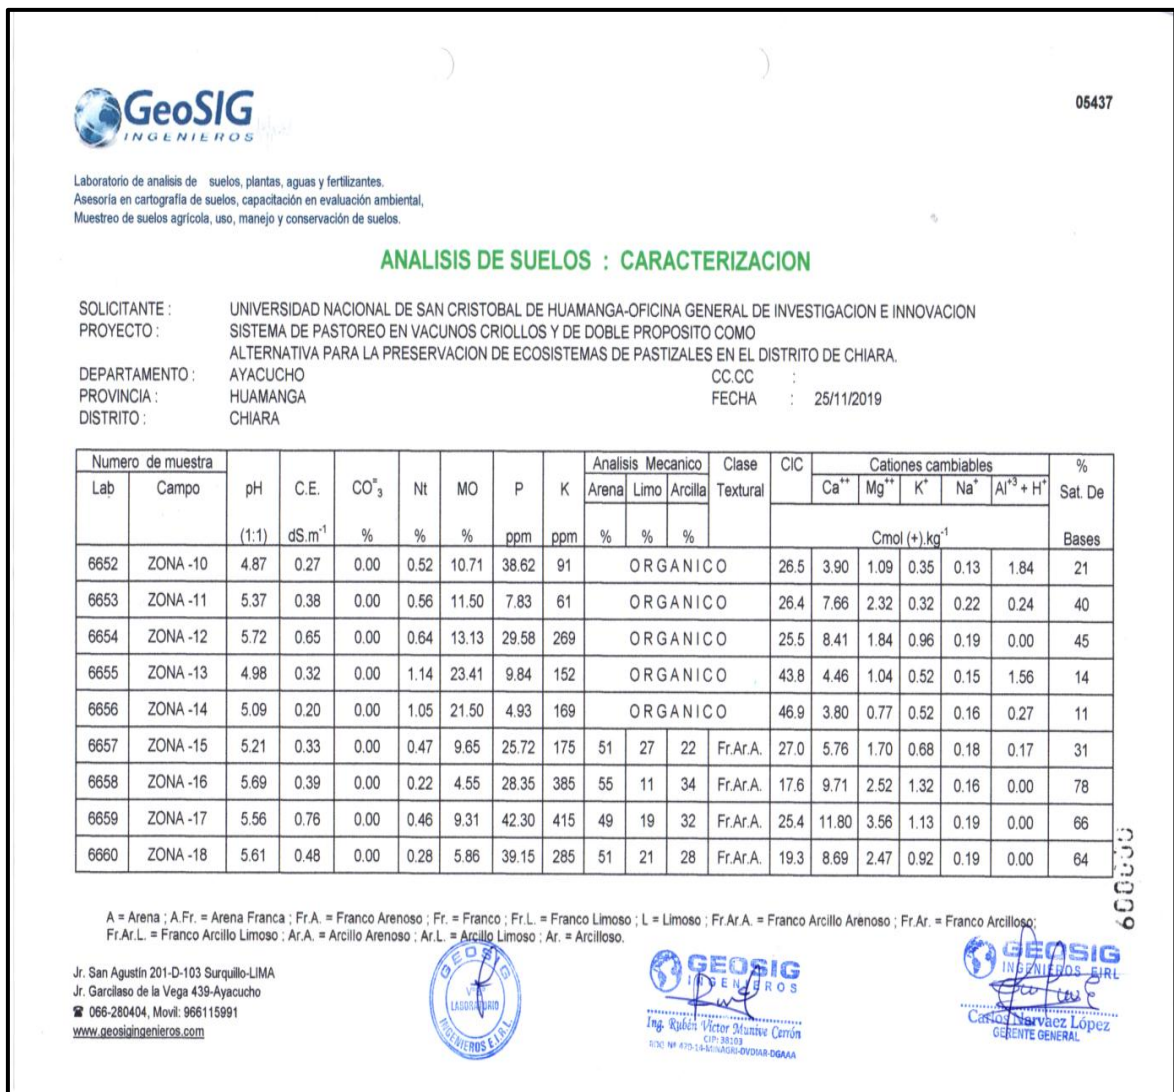 GeoSIG
INGENIEROS
05437
Laboratorio de analisis de suelos, plantas, aguas y fertilizantes.
Asesoría en cartografía de suelos, capacitación en evaluación ambiental,
Muestreo de suelos agrícola, uso, manejo y conservación de suelos.
ANALISIS DE SUELOS : CARACTERIZACION
SOLICITANTE : UNIVERSIDAD NACIONAL DE SAN CRISTOBAL DE HUAMANGA-OFICINA GENERAL DE INVESTIGACION E INNOVACION
PROYECTO : SISTEMA DE PASTOREO EN VACUNOS CRIOLLOS Y DE DOBLE PROPOSITO COMO
ALTERNATIVA PARA LA PRESERVACION DE ECOSISTEMAS DE PASTIZALES EN EL DISTRITO DE CHIARA.
DEPARTAMENTO : AYACUCHO CC.CC :
PROVINCIA : HUAMANGA FECHA : 25/11/2019
DISTRITO : CHIARA
Numero de muestra Analisis Mecanico Clase CIC Cationes cambiables %
Lab Campo pH C.E. CO⁼₃ Nt MO P K Arena Limo Arcilla Textural Ca⁺⁺ Mg⁺⁺ K⁺ Na⁺ Al⁺³ + H⁺ Sat. De
(1:1) dS.m⁻¹ % % % ppm ppm % % % Cmol (+).kg⁻¹ Bases
6652 ZONA -10 4.87 0.27 0.00 0.52 10.71 38.62 91 ORGANICO 26.5 3.90 1.09 0.35 0.13 1.84 21
6653 ZONA -11 5.37 0.38 0.00 0.56 11.50 7.83 61 ORGANICO 26.4 7.66 2.32 0.32 0.22 0.24 40
6654 ZONA -12 5.72 0.65 0.00 0.64 13.13 29.58 269 ORGANICO 25.5 8.41 1.84 0.96 0.19 0.00 45
6655 ZONA -13 4.98 0.32 0.00 1.14 23.41 9.84 152 ORGANICO 43.8 4.46 1.04 0.52 0.15 1.56 14
6656 ZONA -14 5.09 0.20 0.00 1.05 21.50 4.93 169 ORGANICO 46.9 3.80 0.77 0.52 0.16 0.27 11
6657 ZONA -15 5.21 0.33 0.00 0.47 9.65 25.72 175 51 27 22 Fr.Ar.A. 27.0 5.76 1.70 0.68 0.18 0.17 31
6658 ZONA -16 5.69 0.39 0.00 0.22 4.55 28.35 385 55 11 34 Fr.Ar.A. 17.6 9.71 2.52 1.32 0.16 0.00 78
6659 ZONA -17 5.56 0.76 0.00 0.46 9.31 42.30 415 49 19 32 Fr.Ar.A. 25.4 11.80 3.56 1.13 0.19 0.00 66
6660 ZONA -18 5.61 0.48 0.00 0.28 5.86 39.15 285 51 21 28 Fr.Ar.A. 19.3 8.69 2.47 0.92 0.19 0.00 64
A = Arena ; A.Fr. = Arena Franca ; Fr.A. = Franco Arenoso ; Fr. = Franco ; Fr.L. = Franco Limoso ; L = Limoso ; Fr.Ar.A. = Franco Arcillo Arenoso ; Fr.Ar. = Franco Arcilloso;
Fr.Ar.L. = Franco Arcillo Limoso ; Ar.A. = Arcillo Arenoso ; Ar.L. = Arcillo Limoso ; Ar. = Arcilloso.
Jr. San Agustín 201-D-103 Surquillo-LIMA
Jr. Garcilaso de la Vega 439-Ayacucho
☎ 066-280404, Movil: 966115991
www.geosigingenieros.com
GEOSIG
LABORATORIO
INGENIEROS E.I.R.L.
GEOSIG
INGENIEROS
Ing. Rubén Victor Munive Cerrón
CIP: 38103
GEOSIG
INGENIEROS EIRL
Carlos Narvaez López
GERENTE GENERAL